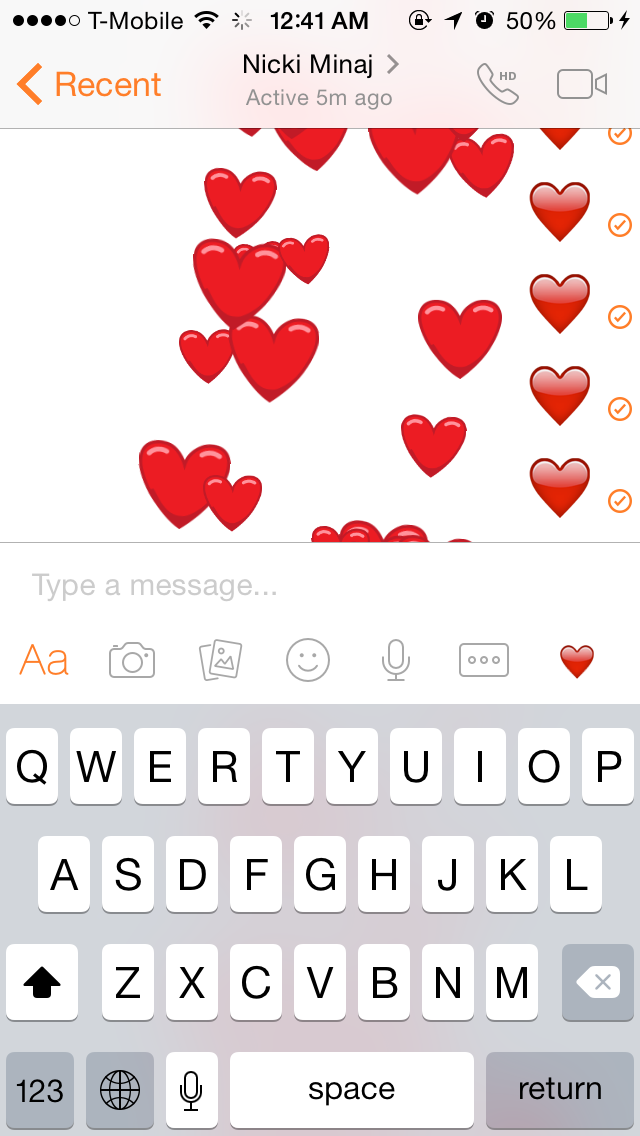 T-Mobile 12:41 AM 50%
Recent Nicki Minaj HD
Active 5m ago
Type a message...
Aa
Q W E R T Y U I O P
A S D F G H J K L
Z X C V B N M
123 space return